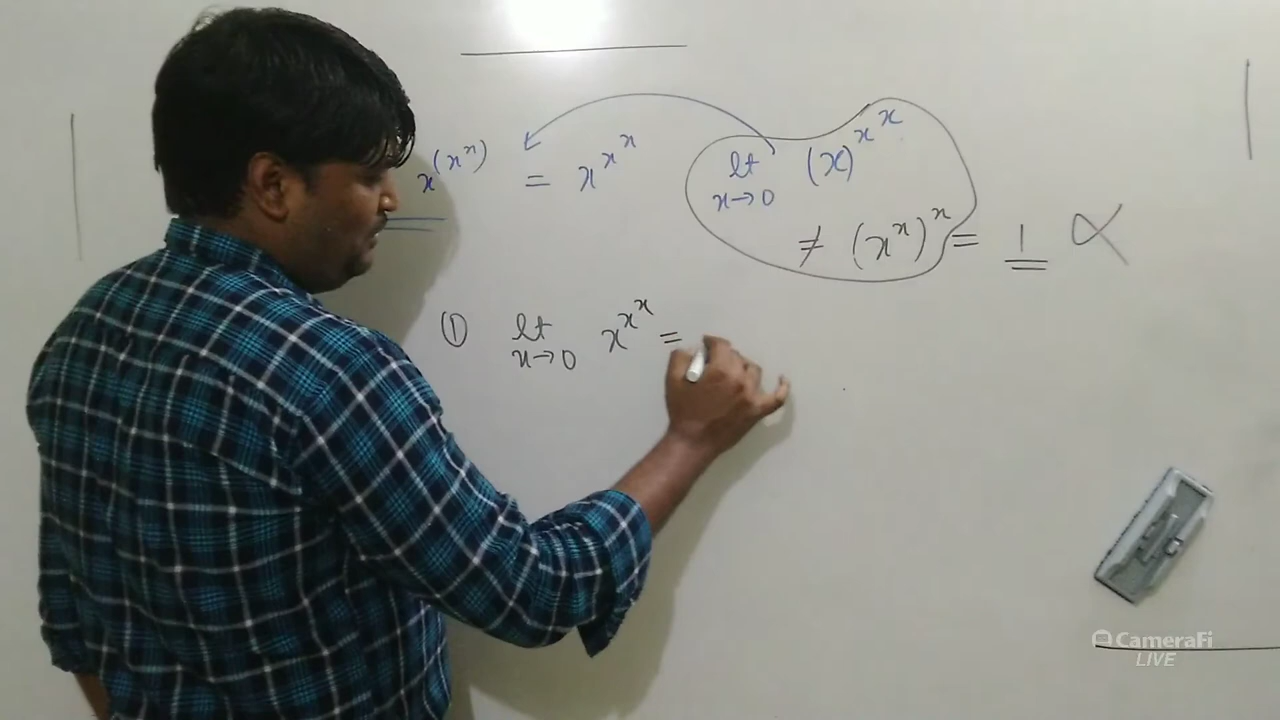 x^(x^x) = x^x^x
lt x→0 (x)^x^x
≠ (x^x)^x = 1
① lt x→0 x^x^x =
CameraFi
LIVE